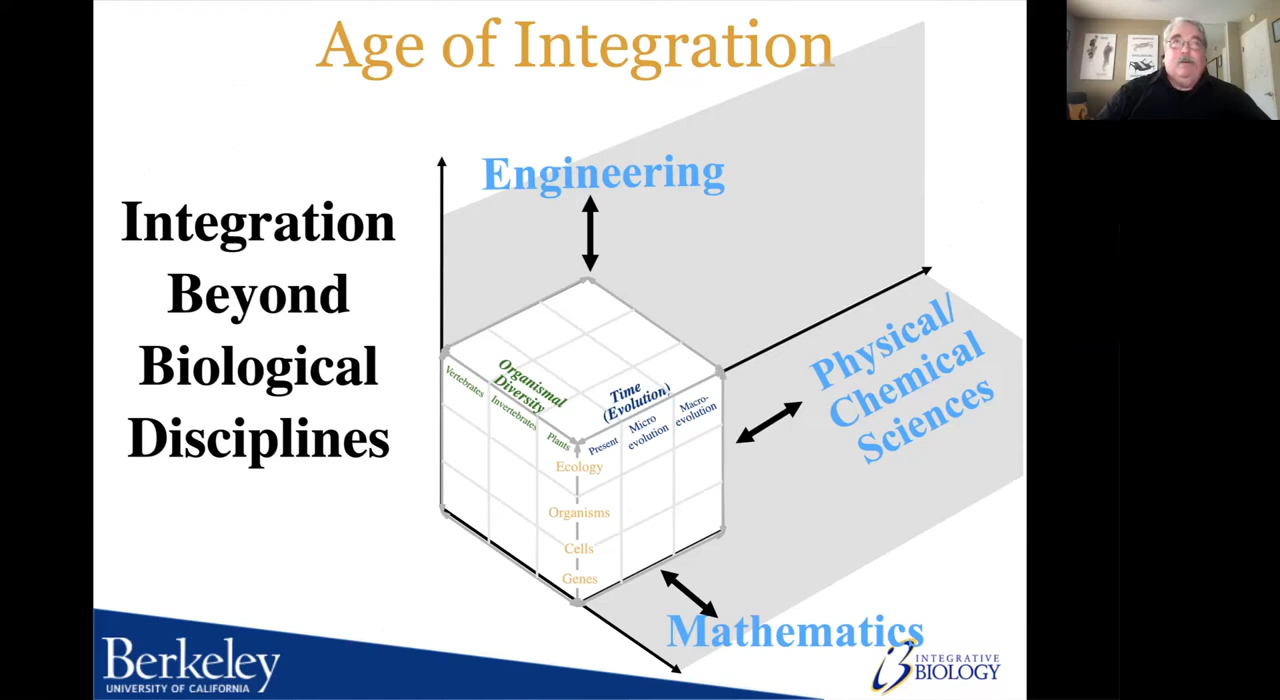 Age of Integration
Integration
Beyond
Biological
Disciplines
Engineering
Physical/
Chemical
Sciences
Mathematics
Organismal
Diversity
Vertebrates
Invertebrates
Plants
Time
(Evolution)
Present
Micro
evolution
Macro-
evolution
Ecology
Organisms
Cells
Genes
Berkeley
UNIVERSITY OF CALIFORNIA
iB
INTEGRATIVE
BIOLOGY